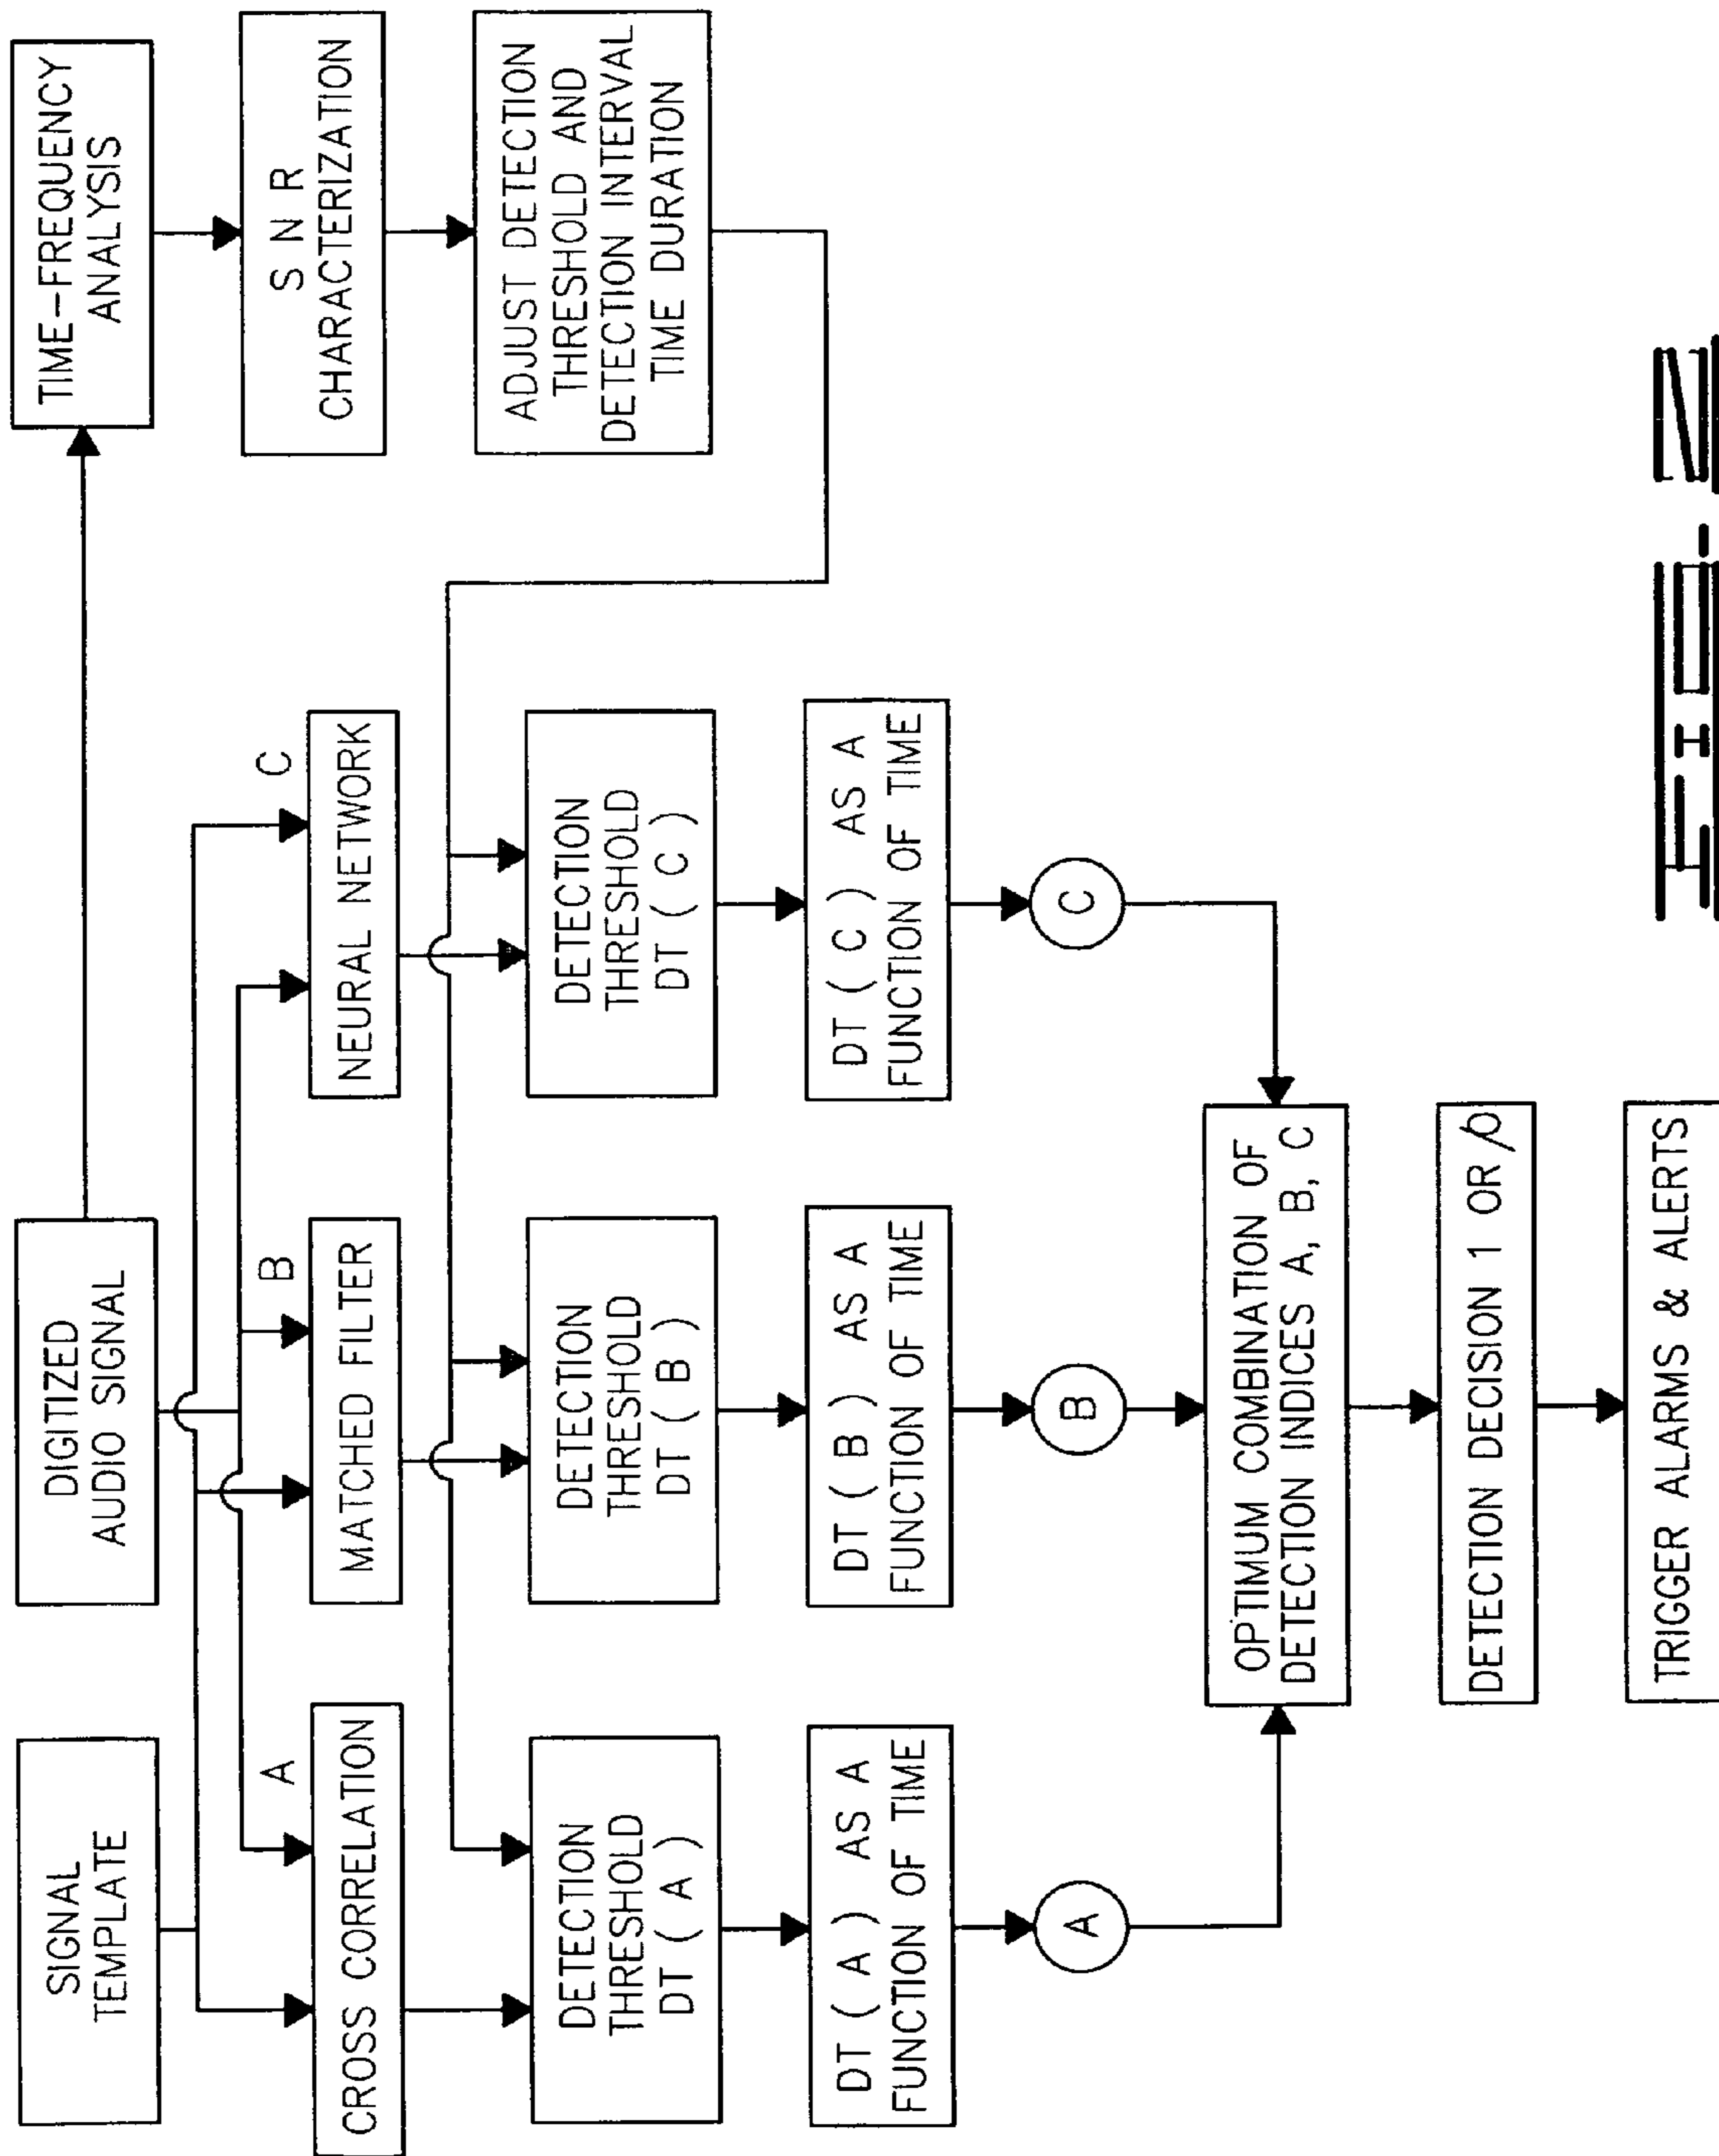 SIGNAL
TEMPLATE
DIGITIZED
AUDIO SIGNAL
TIME-FREQUENCY
ANALYSIS
A
B
C
CROSS CORRELATION
MATCHED FILTER
NEURAL NETWORK
S N R
CHARACTERIZATION
DETECTION
THRESHOLD
DT ( A )
DETECTION
THRESHOLD
DT ( B )
DETECTION
THRESHOLD
DT ( C )
ADJUST DETECTION
THRESHOLD AND
DETECTION INTERVAL
TIME DURATION
DT ( A ) AS A
FUNCTION OF TIME
DT ( B ) AS A
FUNCTION OF TIME
DT ( C ) AS A
FUNCTION OF TIME
A
B
C
OPTIMUM COMBINATION OF
DETECTION INDICES A, B, C
DETECTION DECISION 1 OR 0
TRIGGER ALARMS & ALERTS